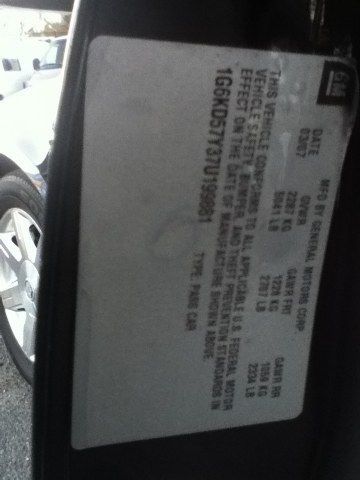 GM
MFD BY GENERAL MOTORS CORP.
DATE GVWR GAWR FRT GAWR RR
03/07 2287 KG 1228 KG 1059 KG
5041 LB 2707 LB 2334 LB
THIS VEHICLE CONFORMS TO ALL APPLICABLE U.S. FEDERAL MOTOR
VEHICLE SAFETY, BUMPER, AND THEFT PREVENTION STANDARDS IN
EFFECT ON THE DATE OF MANUFACTURE SHOWN ABOVE.
1G6KD57Y37U199981 TYPE: PASS CAR